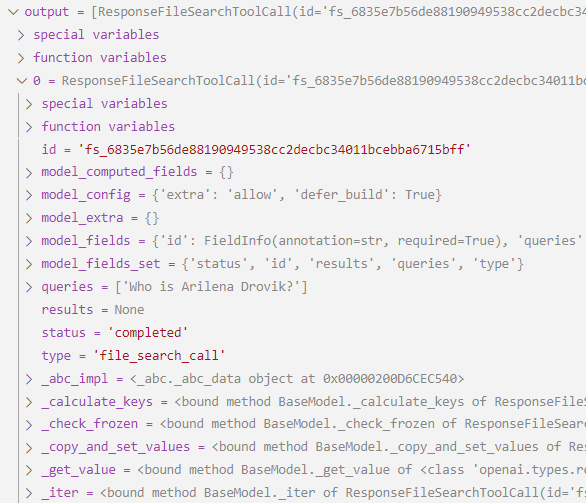 output = [ResponseFileSearchToolCall(id='fs_6835e7b56de88190949538cc2decbc34
special variables
function variables
0 = ResponseFileSearchToolCall(id='fs_6835e7b56de88190949538cc2decbc34011bc
special variables
function variables
id = 'fs_6835e7b56de88190949538cc2decbc34011bcebba6715bff'
model_computed_fields = {}
model_config = {'extra': 'allow', 'defer_build': True}
model_extra = {}
model_fields = {'id': FieldInfo(annotation=str, required=True), 'queries'
model_fields_set = {'status', 'id', 'results', 'queries', 'type'}
queries = ['Who is Arilena Drovik?']
results = None
status = 'completed'
type = 'file_search_call'
_abc_impl = <_abc._abc_data object at 0x00000200D6CEC540>
_calculate_keys = <bound method BaseModel._calculate_keys of ResponseFileS
_check_frozen = <bound method BaseModel._check_frozen of ResponseFileSear
_copy_and_set_values = <bound method BaseModel._copy_and_set_values of Res
_get_value = <bound method BaseModel._get_value of <class 'openai.types.re
_iter = <bound method BaseModel._iter of ResponseFileSearchToolCall(id='fs